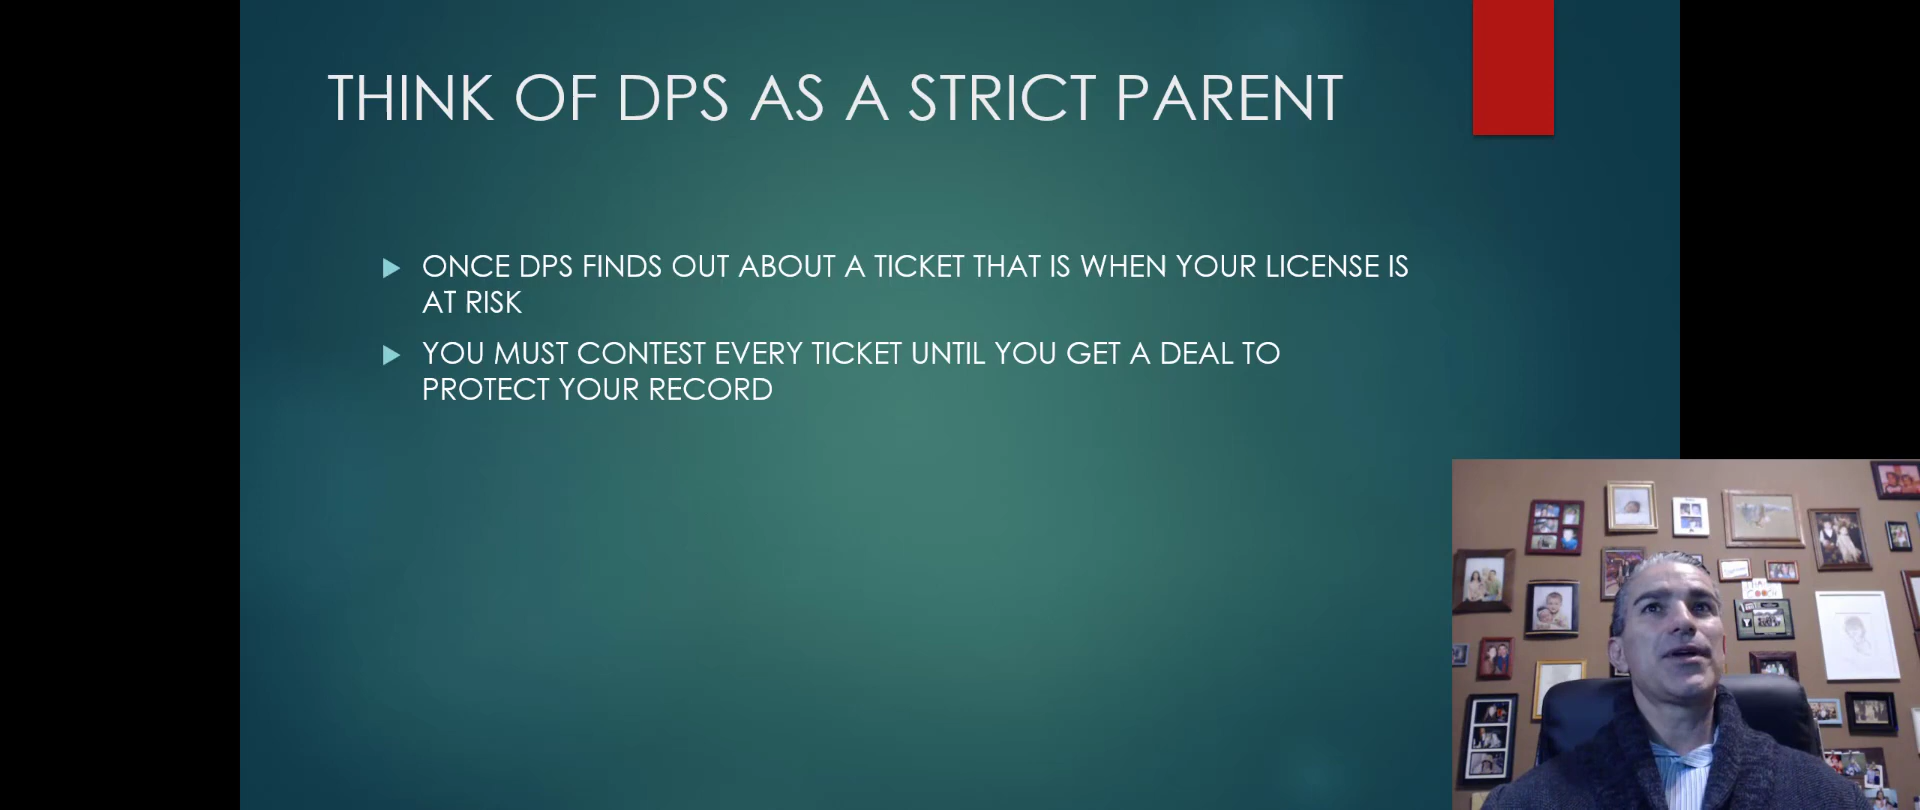 THINK OF DPS AS A STRICT PARENT
ONCE DPS FINDS OUT ABOUT A TICKET THAT IS WHEN YOUR LICENSE IS
AT RISK
YOU MUST CONTEST EVERY TICKET UNTIL YOU GET A DEAL TO
PROTECT YOUR RECORD